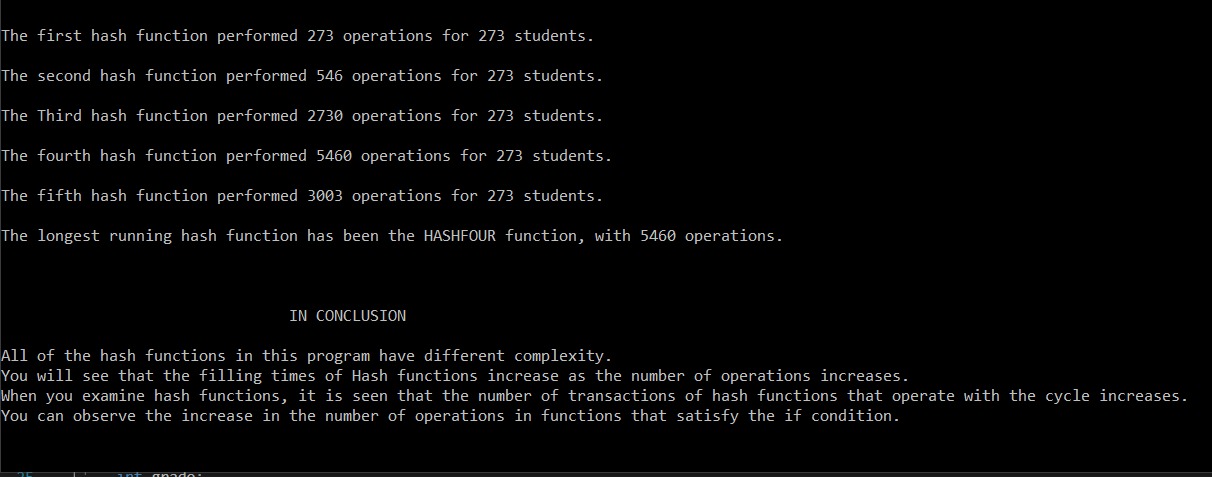 The first hash function performed 273 operations for 273 students.
The second hash function performed 546 operations for 273 students.
The Third hash function performed 2730 operations for 273 students.
The fourth hash function performed 5460 operations for 273 students.
The fifth hash function performed 3003 operations for 273 students.
The longest running hash function has been the HASHFOUR function, with 5460 operations.
IN CONCLUSION
All of the hash functions in this program have different complexity.
You will see that the filling times of Hash functions increase as the number of operations increases.
When you examine hash functions, it is seen that the number of transactions of hash functions that operate with the cycle increases.
You can observe the increase in the number of operations in functions that satisfy the if condition.
int grade;